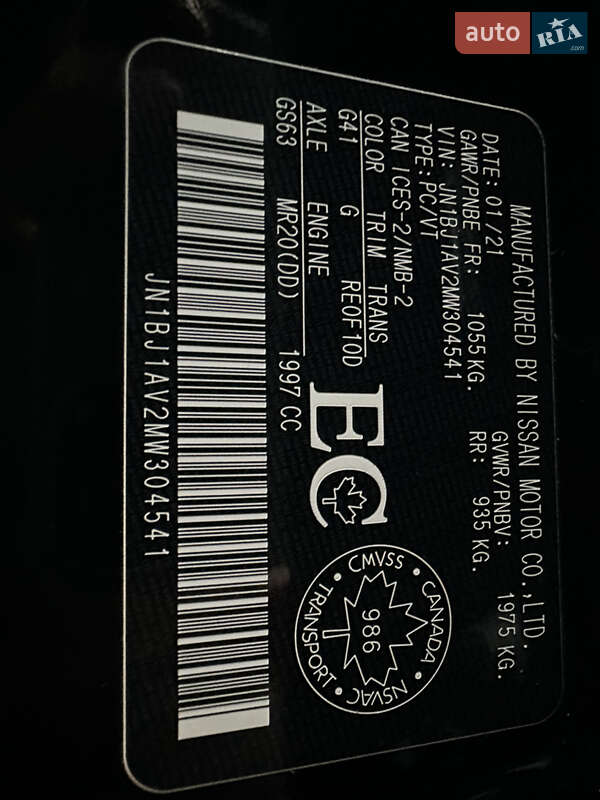 auto RIA.com
MANUFACTURED BY NISSAN MOTOR CO.,LTD.
DATE: 01/21 GVWR/PNBV: 1975 KG.
GAWR/PNBE FR: 1055 KG. RR: 935 KG.
VIN: JN1BJ1AV2MW304541
TYPE: PC/VT
CAN ICES-2/NMB-2
COLOR TRIM TRANS
G41 G RE0F10D
AXLE ENGINE
GS63 MR20(DD) 1997 CC
EC
CMVSS • CANADA • NSVAC • TRANSPORT •
986
JN1BJ1AV2MW304541